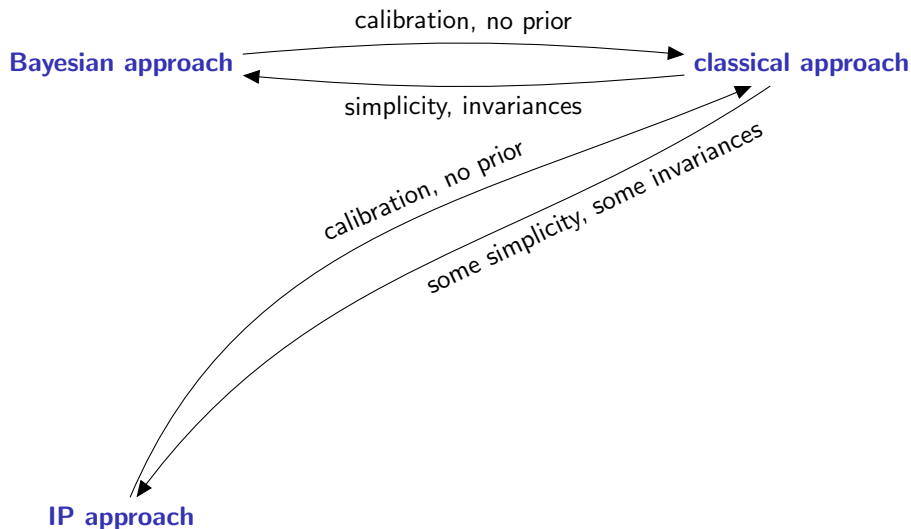 calibration, no prior
Bayesian approach
classical approach
simplicity, invariances
calibration, no prior
some simplicity, some invariances
IP approach